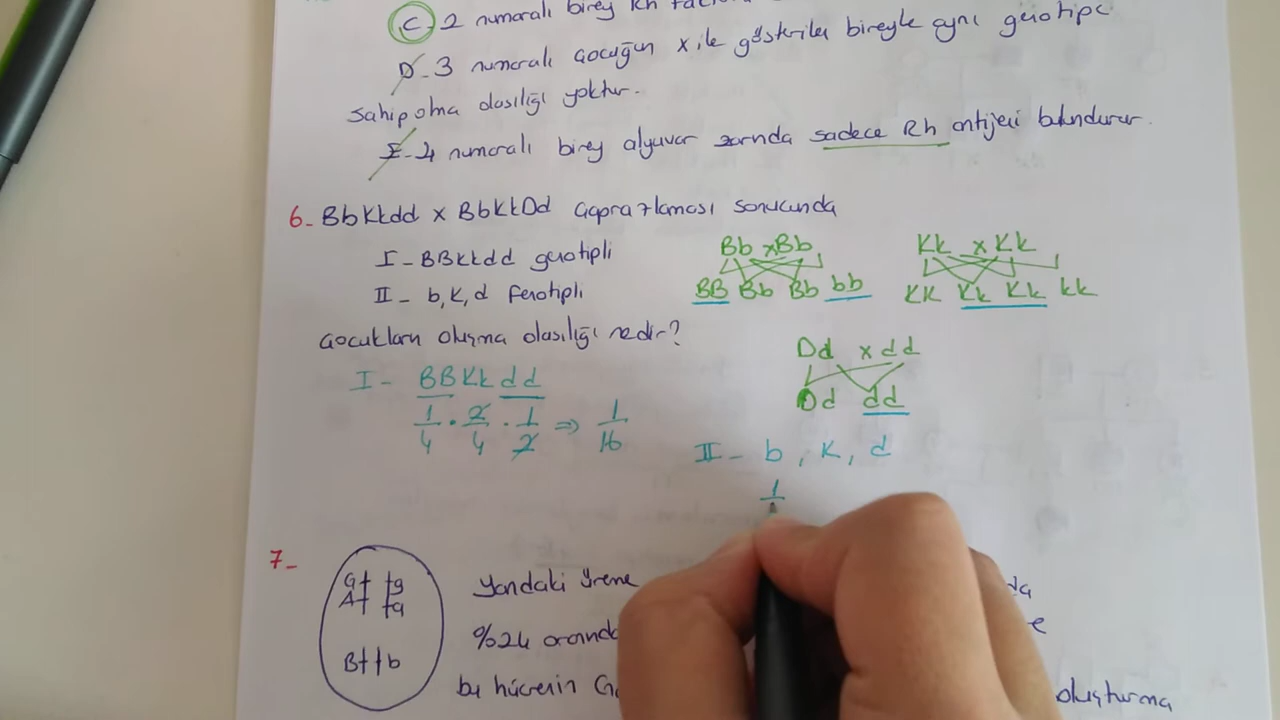 C. 2 numaralı birey Rh
D. 3 numaralı çocuğun x ile gösterilen bireyle aynı genotipe
sahip olma olasılığı yoktur.
E. 4 numaralı birey alyuvar zarında sadece Rh antijeni bulundurur.
6- BbKkdd x BbKkDd Çaprazlaması sonucunda
I - BBKkdd genotipli
II - b, K, d fenotipli
Çocukların oluşma olasılığı nedir?
Bb x Bb
BB Bb Bb bb
Kk x Kk
KK Kk Kk kk
Dd x dd
Dd dd
I - BBKkdd
1/4 . 2/4 . 1/2 => 1/16
II - b, K, d
1
7-
G g
A a
B b
Yandaki üreme
%24 oranında
bu hücrenin
oluşturma